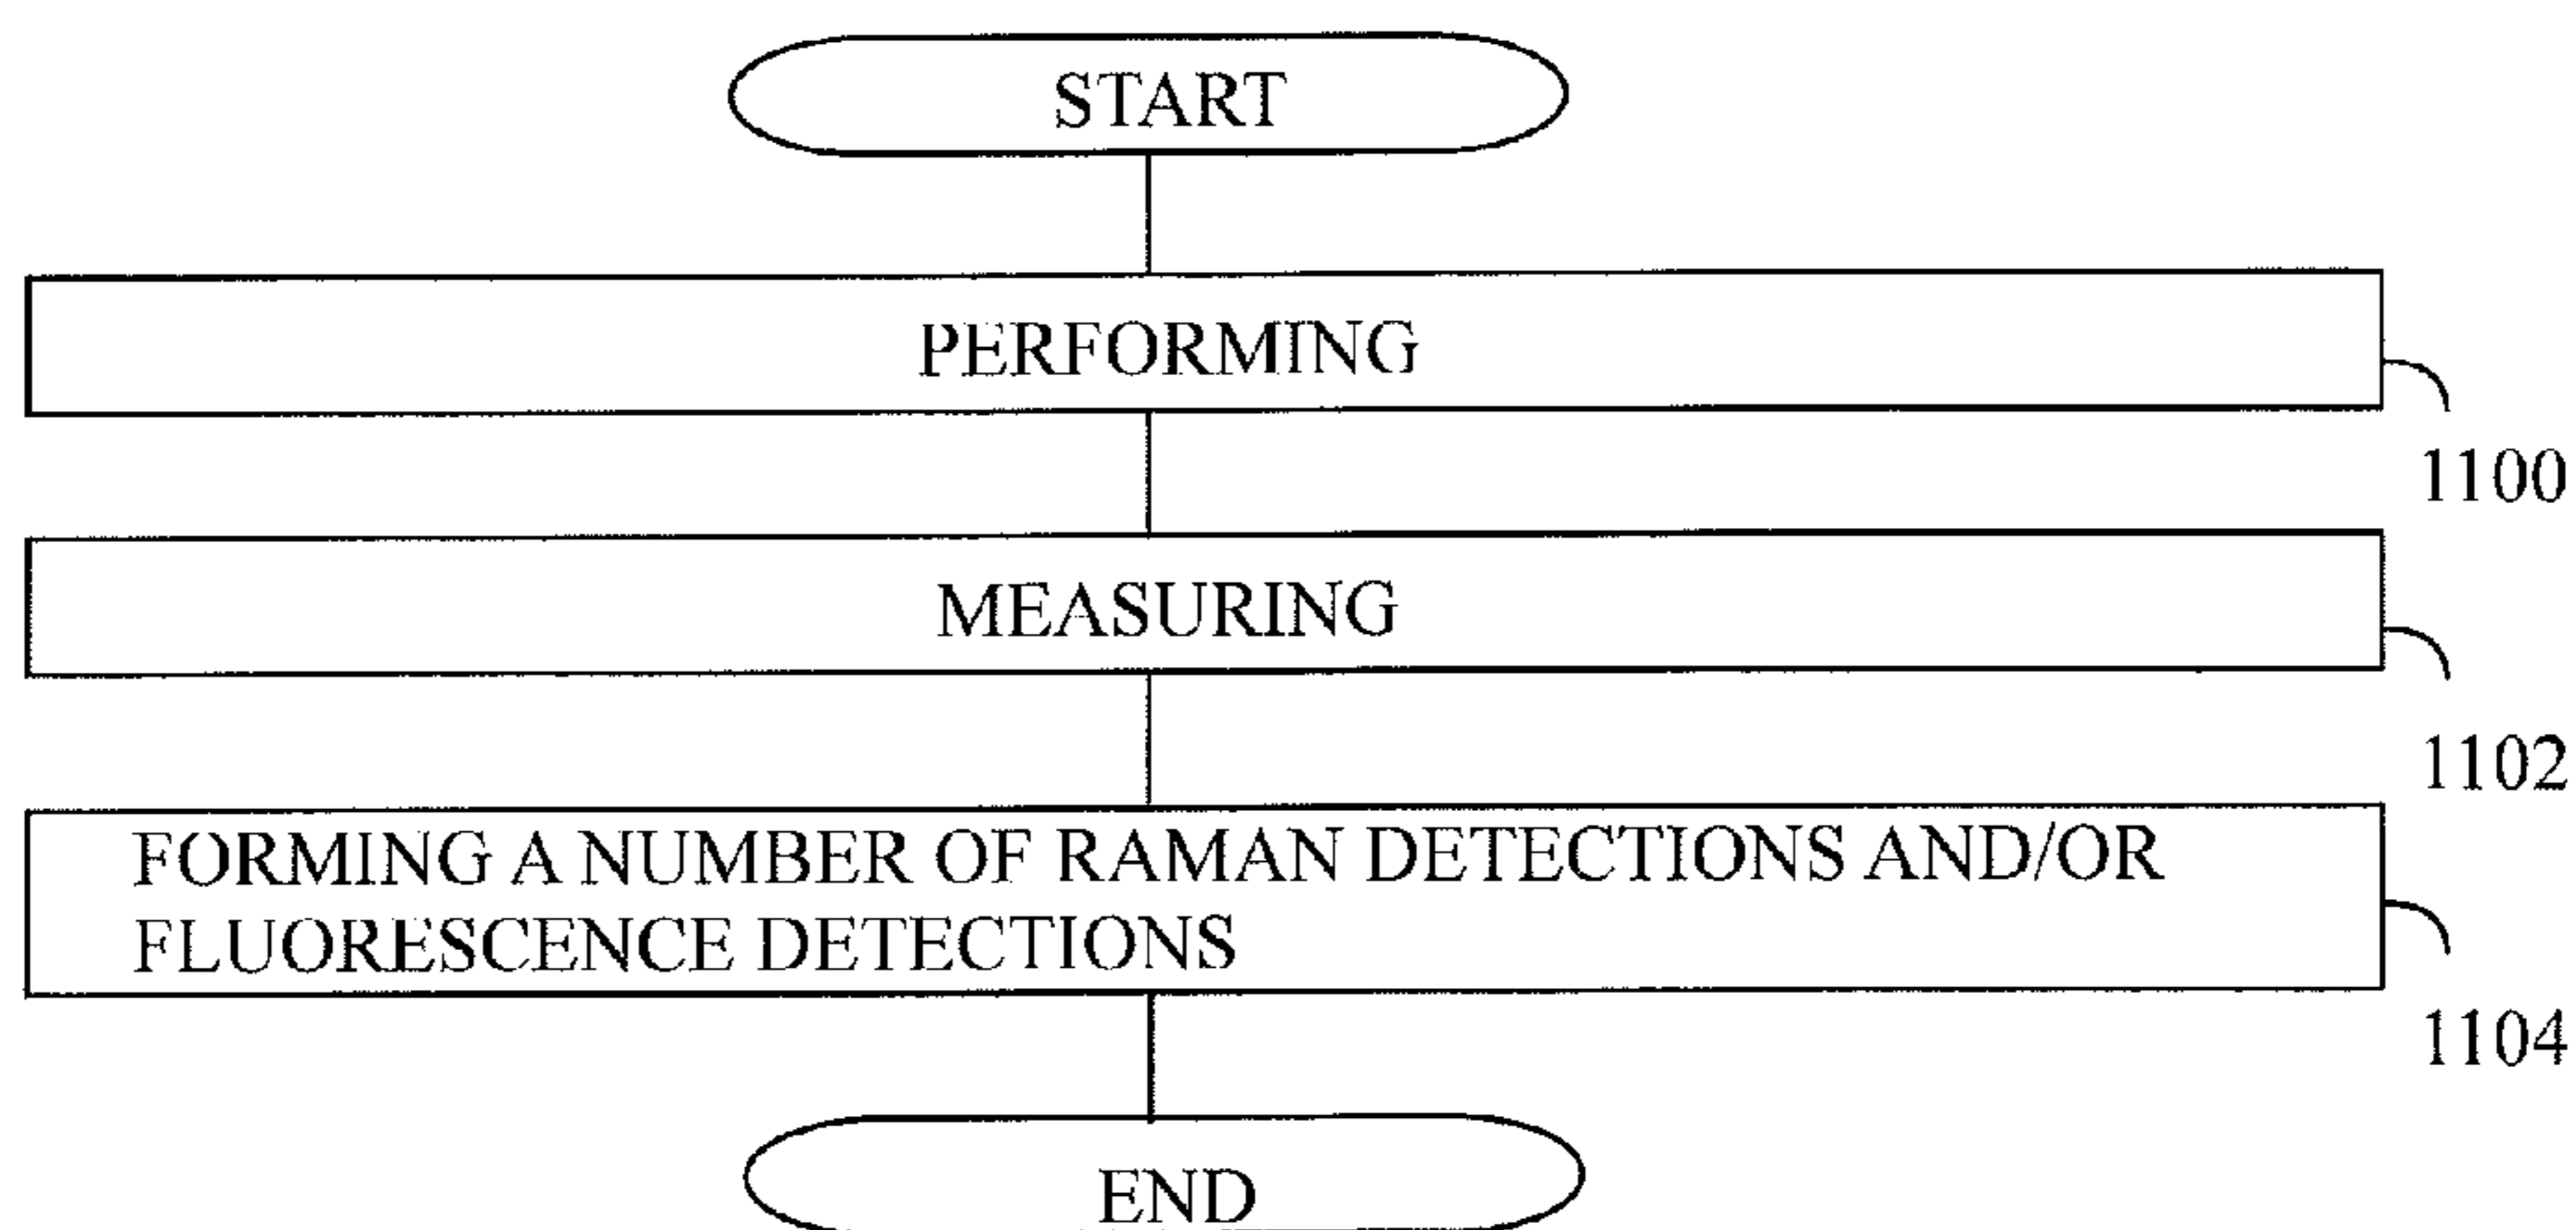 START
PERFORMING
1100
MEASURING
1102
FORMING A NUMBER OF RAMAN DETECTIONS AND/OR
FLUORESCENCE DETECTIONS
1104
END